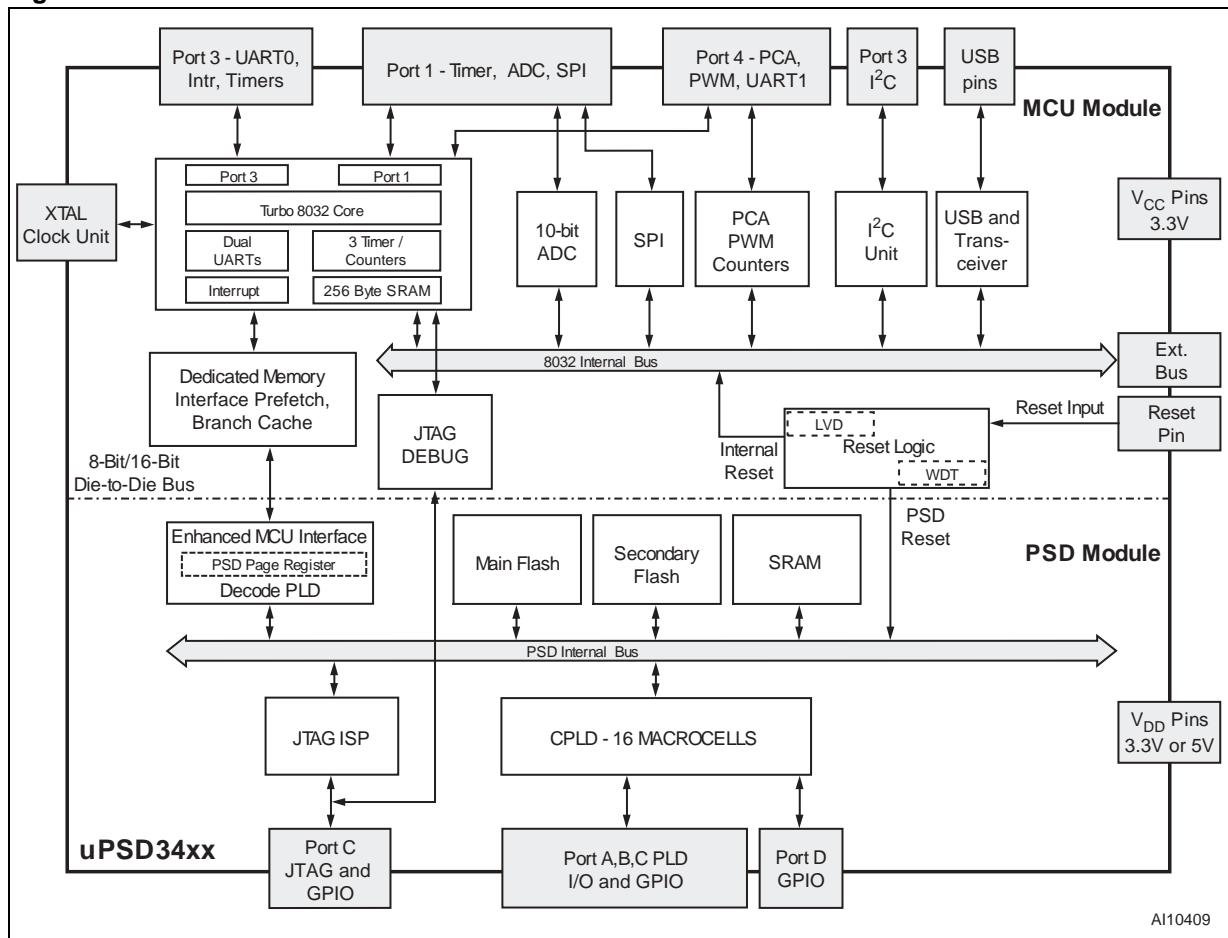 Port 3 - UART0,
Intr, Timers
Port 1 - Timer, ADC, SPI
Port 4 - PCA,
PWM, UART1
Port 3
I2C
USB
pins
MCU Module
XTAL
Clock Unit
Port 3
Port 1
Turbo 8032 Core
Dual
UARTs
3 Timer /
Counters
Interrupt
256 Byte SRAM
10-bit
ADC
SPI
PCA
PWM
Counters
I2C
Unit
USB and
Trans-
ceiver
VCC Pins
3.3V
8032 Internal Bus
Ext.
Bus
Dedicated Memory
Interface Prefetch,
Branch Cache
JTAG
DEBUG
LVD
Reset Logic
WDT
Internal
Reset
Reset Input
Reset
Pin
8-Bit/16-Bit
Die-to-Die Bus
PSD
Reset
Enhanced MCU Interface
PSD Page Register
Decode PLD
Main Flash
Secondary
Flash
SRAM
PSD Module
PSD Internal Bus
JTAG ISP
CPLD - 16 MACROCELLS
VDD Pins
3.3V or 5V
uPSD34xx
Port C
JTAG and
GPIO
Port A,B,C PLD
I/O and GPIO
Port D
GPIO
AI10409